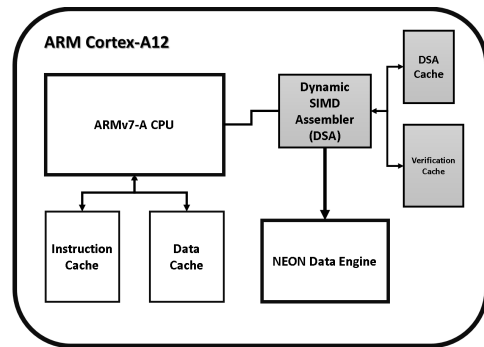 ARM Cortex-A12
DSA
Cache
Dynamic
SIMD
Assembler
(DSA)
ARMv7-A CPU
Verification
Cache
Instruction
Cache
Data
Cache
NEON Data Engine